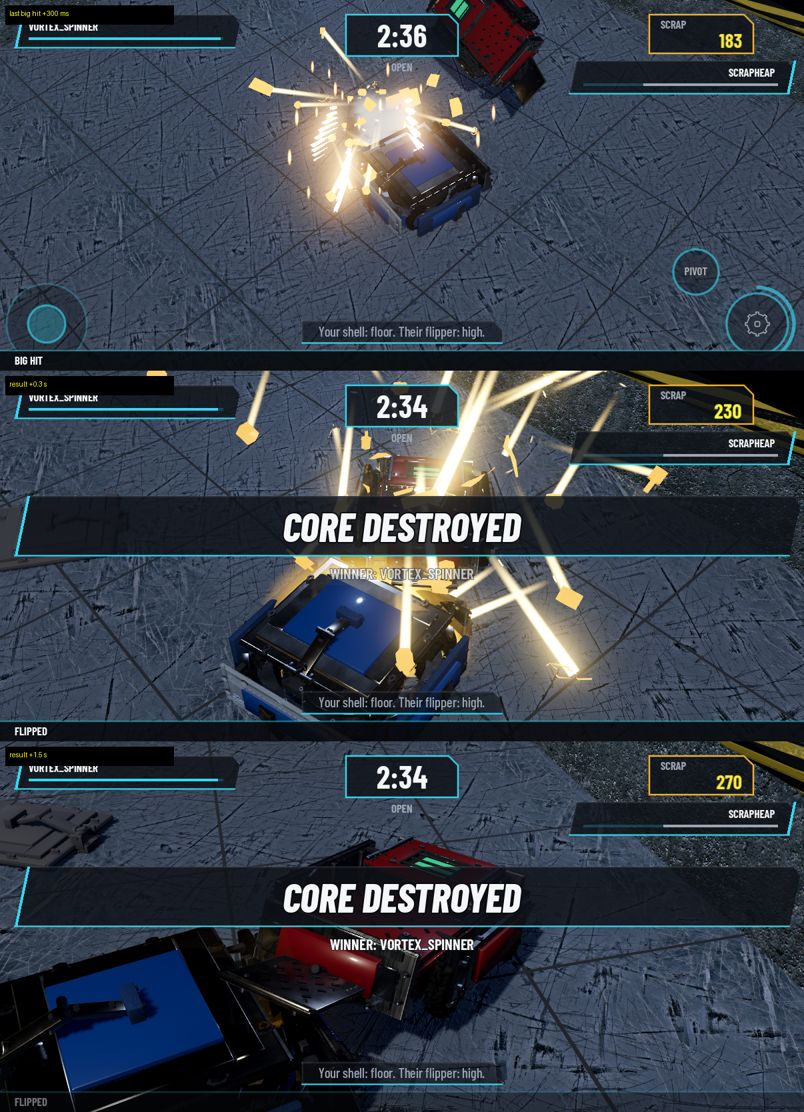 last big hit +300 ms
VORTEX_SPINNER
2:36
OPEN
SCRAP
183
SCRAPHEAP
PIVOT
Your shell: floor. Their flipper: high.
BIG HIT
result +0.3 s
VORTEX_SPINNER
2:34
OPEN
SCRAP
230
SCRAPHEAP
CORE DESTROYED
WINNER: VORTEX_SPINNER
Your shell: floor. Their flipper: high.
FLIPPED
result +1.5 s
VORTEX_SPINNER
2:34
OPEN
SCRAP
270
SCRAPHEAP
CORE DESTROYED
WINNER: VORTEX_SPINNER
Your shell: floor. Their flipper: high.
FLIPPED